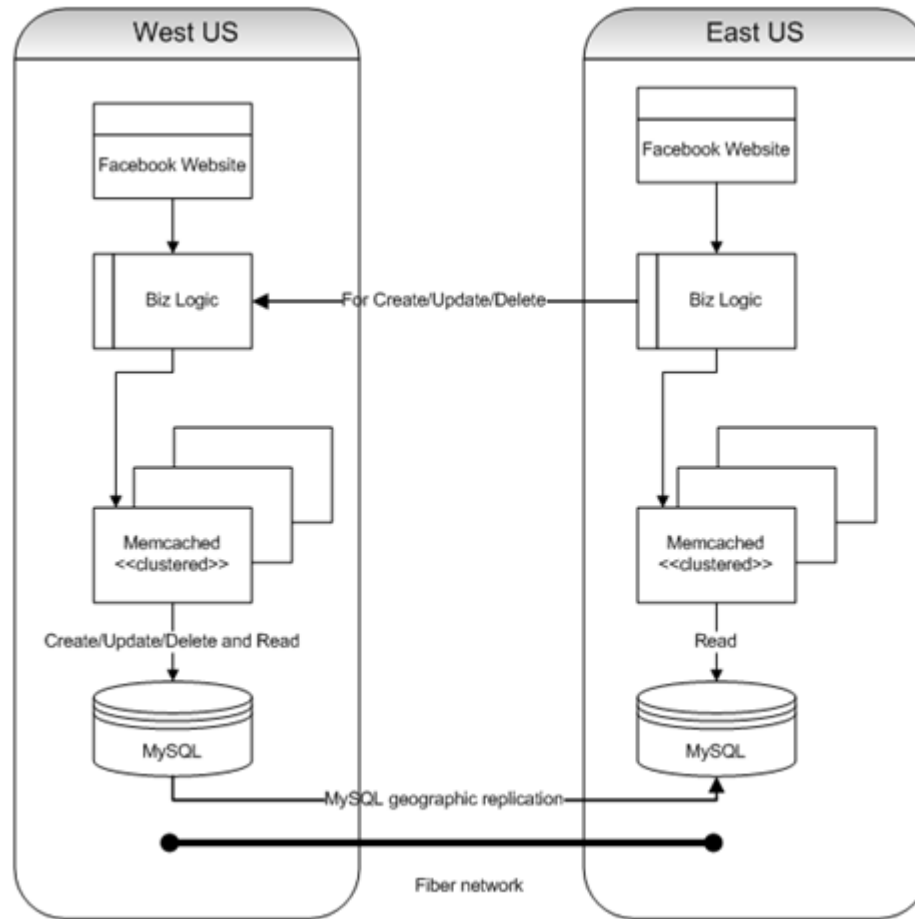 West US
East US
Facebook Website
Facebook Website
Biz Logic
For Create/Update/Delete
Biz Logic
Memcached
<<clustered>>
Memcached
<<clustered>>
Create/Update/Delete and Read
Read
MySQL
MySQL
MySQL geographic replication
Fiber network